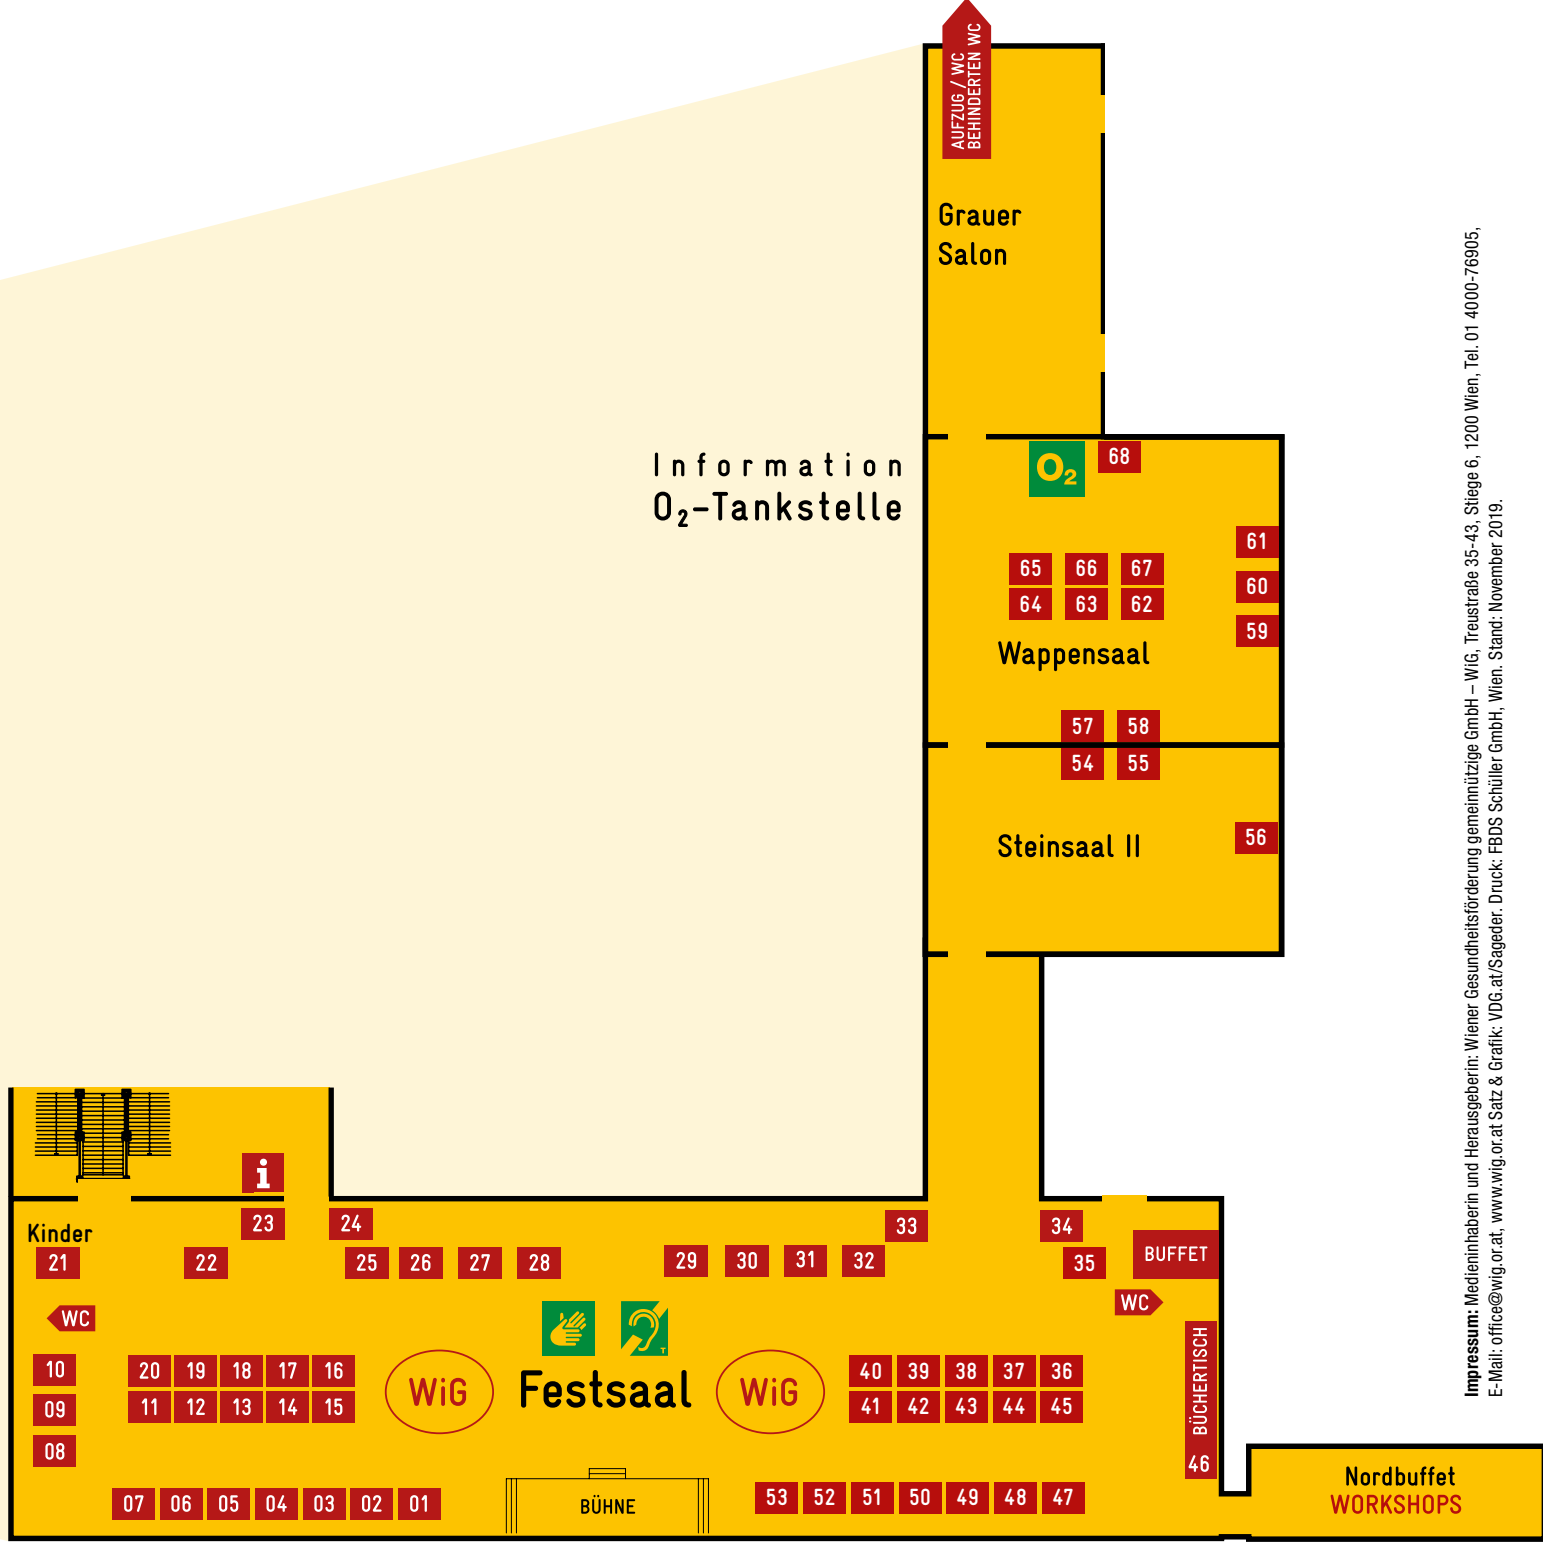 AUFZUG / WC
BEHINDERTEN WC
Grauer
Salon
Information
O₂-Tankstelle
O₂
68
61
65 66 67
60
64 63 62
59
Wappensaal
57 58
54 55
Steinsaal II
56
i
23 24
33 34
Kinder
21 22 25 26 27 28 29 30 31 32 35
BUFFET
WC
WC
T
10 20 19 18 17 16
40 39 38 37 36
WiG
Festsaal
WiG
09 11 12 13 14 15
41 42 43 44 45
BÜCHERTISCH
46
08
07 06 05 04 03 02 01
BÜHNE
53 52 51 50 49 48 47
Nordbuffet
WORKSHOPS
Impressum: Medieninhaberin und Herausgeberin: Wiener Gesundheitsförderung gemeinnützige GmbH – WiG, Treustraße 35-43, Stiege 6, 1200 Wien, Tel. 01 4000-76905,
E-Mail: office@wig.or.at, www.wig.or.at Satz & Grafik: VDG.at/Sageder. Druck: FBDS Schüller GmbH, Wien. Stand: November 2019.